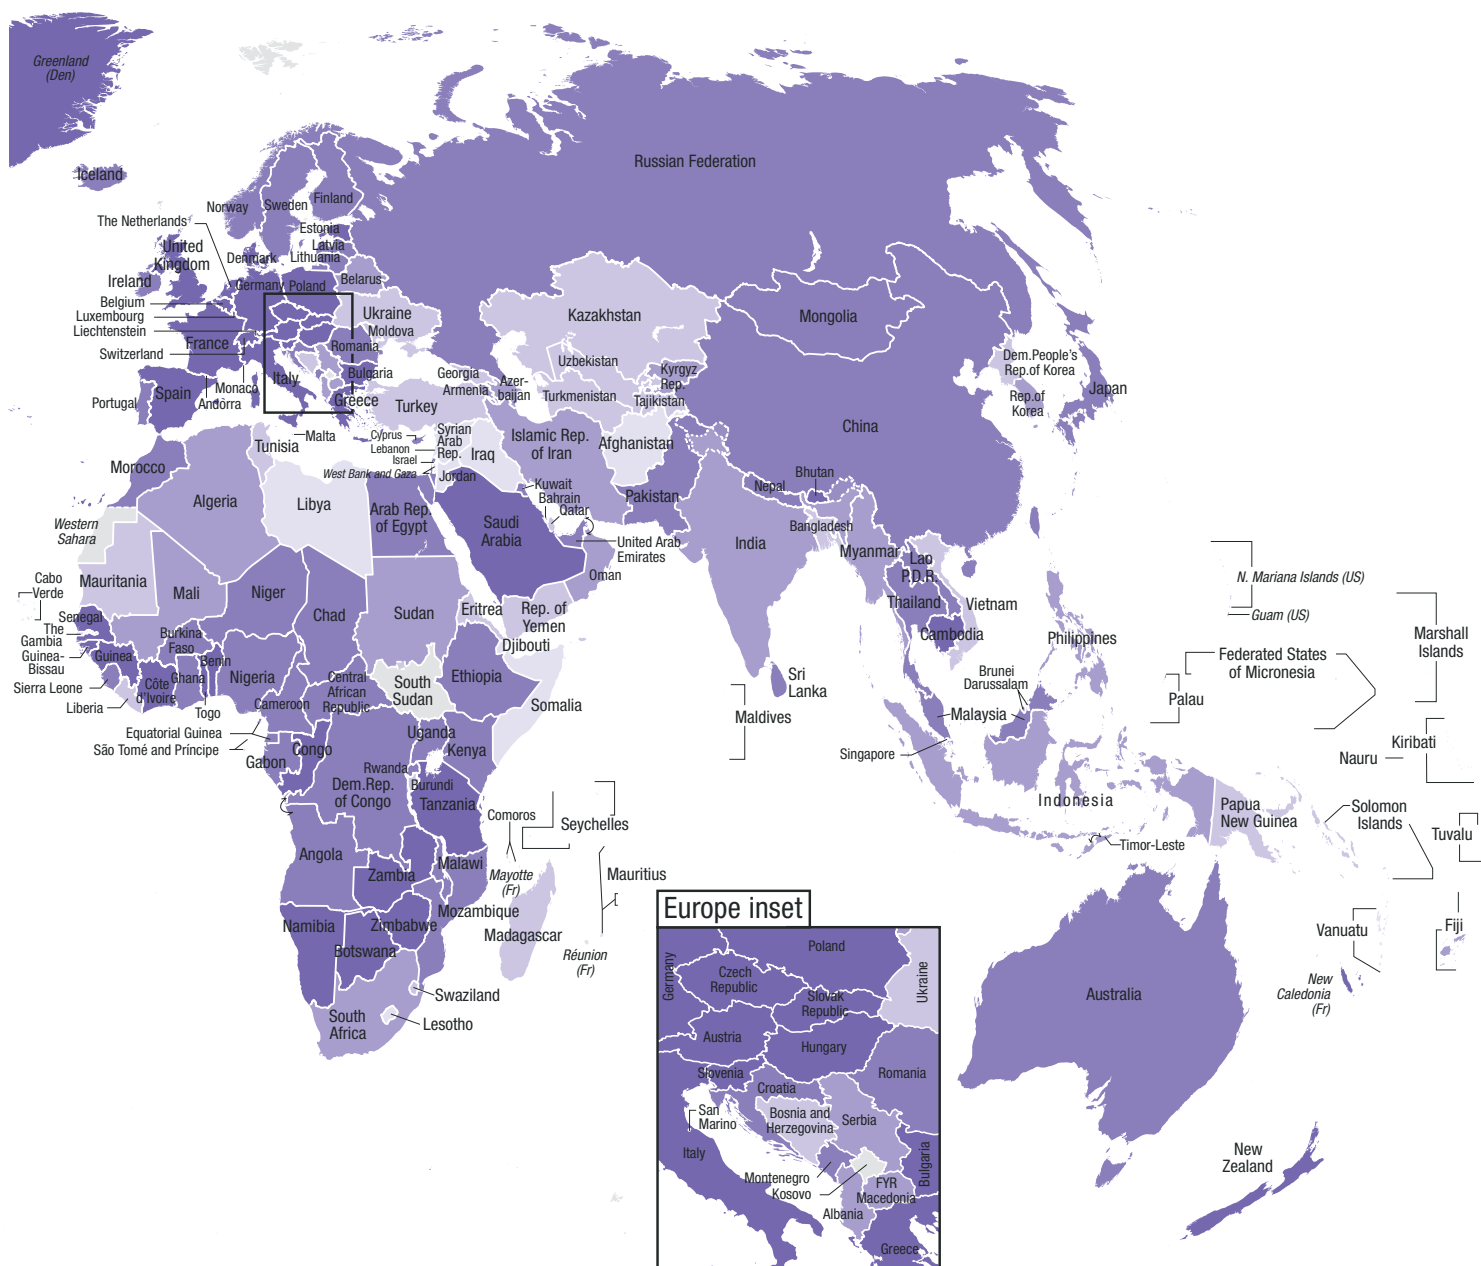 Greenland
(Den)
Iceland
Russian Federation
Norway
Sweden
Finland
The Netherlands
Estonia
Latvia
Lithuania
United
Kingdom
Denmark
Ireland
Germany
Poland
Belarus
Belgium
Luxembourg
Liechtenstein
Ukraine
Moldova
Kazakhstan
Mongolia
France
Switzerland
Romania
Uzbekistan
Kyrgyz
Rep.
Dem.People's
Rep.of Korea
Georgia
Armenia
Azer-
baijan
Bulgaria
Italy
Monaco
Spain
Portugal
Andorra
Greece
Turkey
Turkmenistan
Tajikistan
Rep.of
Korea
Japan
China
Malta
Tunisia
Cyprus
Lebanon
Israel
West Bank and Gaza
Syrian
Arab
Rep.
Iraq
Jordan
Islamic Rep.
of Iran
Afghanistan
Morocco
Algeria
Libya
Arab Rep.
of Egypt
Kuwait
Bahrain
Qatar
Saudi
Arabia
United Arab
Emirates
Oman
Pakistan
Nepal
Bhutan
Bangladesh
India
Myanmar
Lao
P.D.R.
Thailand
Vietnam
Cambodia
Philippines
Western
Sahara
Mauritania
Mali
Niger
Chad
Sudan
Eritrea
Rep. of
Yemen
Djibouti
Cabo
Verde
Senegal
The
Gambia
Guinea-
Bissau
Guinea
Sierra Leone
Liberia
Côte
d'Ivoire
Burkina
Faso
Ghana
Benin
Togo
Nigeria
Cameroon
Central
African
Republic
South
Sudan
Ethiopia
Somalia
Equatorial Guinea
São Tomé and Príncipe
Gabon
Congo
Uganda
Kenya
Rwanda
Burundi
Dem.Rep.
of Congo
Tanzania
Sri
Lanka
Maldives
Brunei
Darussalam
Malaysia
Singapore
Indonesia
N. Mariana Islands (US)
Guam (US)
Federated States
of Micronesia
Palau
Marshall
Islands
Kiribati
Nauru
Papua
New Guinea
Solomon
Islands
Tuvalu
Timor-Leste
Comoros
Seychelles
Mayotte
(Fr)
Mauritius
Réunion
(Fr)
Angola
Zambia
Malawi
Mozambique
Zimbabwe
Madagascar
Namibia
Botswana
Swaziland
Lesotho
South
Africa
Vanuatu
Fiji
New
Caledonia
(Fr)
Australia
New
Zealand
Europe inset
Germany
Poland
Ukraine
Czech
Republic
Slovak
Republic
Austria
Hungary
Romania
Slovenia
Croatia
San
Marino
Bosnia and
Herzegovina
Serbia
Italy
Montenegro
Kosovo
Bulgaria
FYR
Macedonia
Albania
Greece